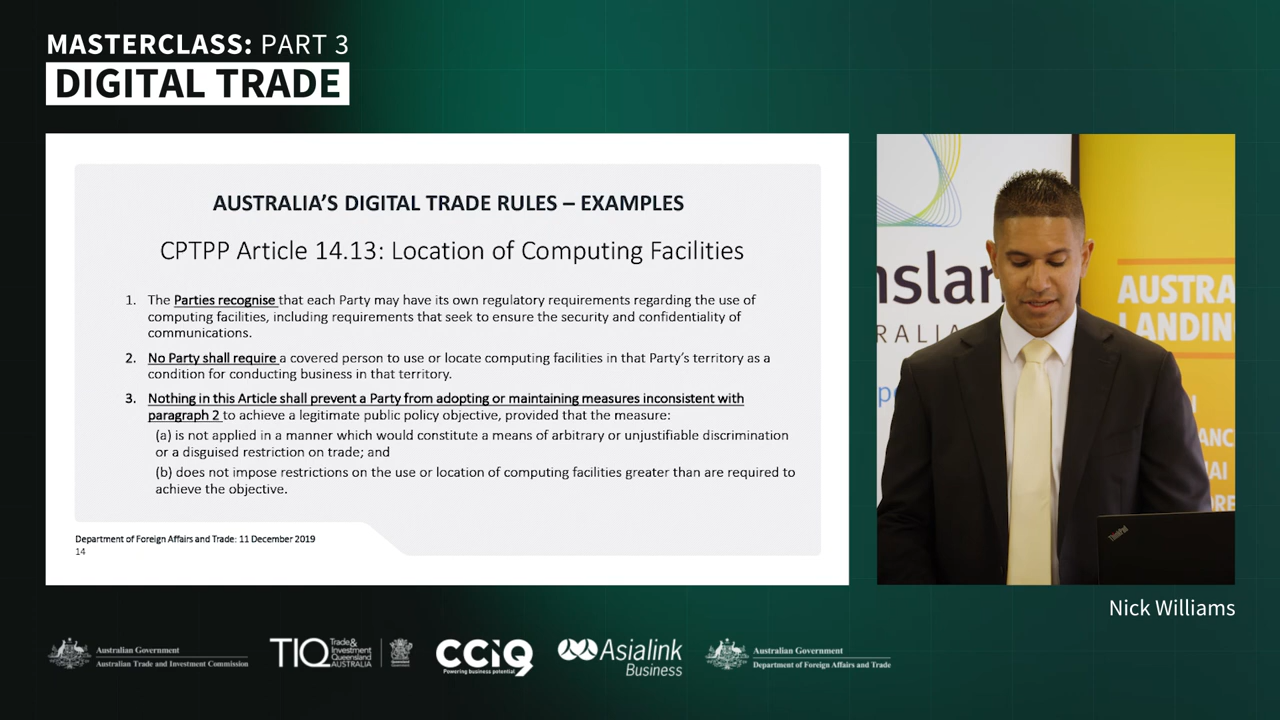 MASTERCLASS: PART 3
DIGITAL TRADE
AUSTRALIA’S DIGITAL TRADE RULES – EXAMPLES
CPTPP Article 14.13: Location of Computing Facilities
1. The Parties recognise that each Party may have its own regulatory requirements regarding the use of
computing facilities, including requirements that seek to ensure the security and confidentiality of
communications.
2. No Party shall require a covered person to use or locate computing facilities in that Party’s territory as a
condition for conducting business in that territory.
3. Nothing in this Article shall prevent a Party from adopting or maintaining measures inconsistent with
paragraph 2 to achieve a legitimate public policy objective, provided that the measure:
(a) is not applied in a manner which would constitute a means of arbitrary or unjustifiable discrimination
or a disguised restriction on trade; and
(b) does not impose restrictions on the use or location of computing facilities greater than are required to
achieve the objective.
Department of Foreign Affairs and Trade: 11 December 2019
14
nslan
RALIA
AUSTRA
LANDIN
ANC
AI
ORE
ThinkPad
Nick Williams
Australian Government
Australian Trade and Investment Commission
TIQ Trade&
Investment
Queensland
AUSTRALIA
CCIQ
Powering business potential
Asialink
Business
Australian Government
Department of Foreign Affairs and Trade